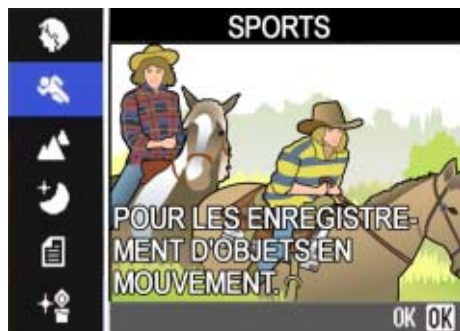 SPORTS
POUR LES ENREGISTRE-
MENT D'OBJETS EN
MOUVEMENT.
OK OK